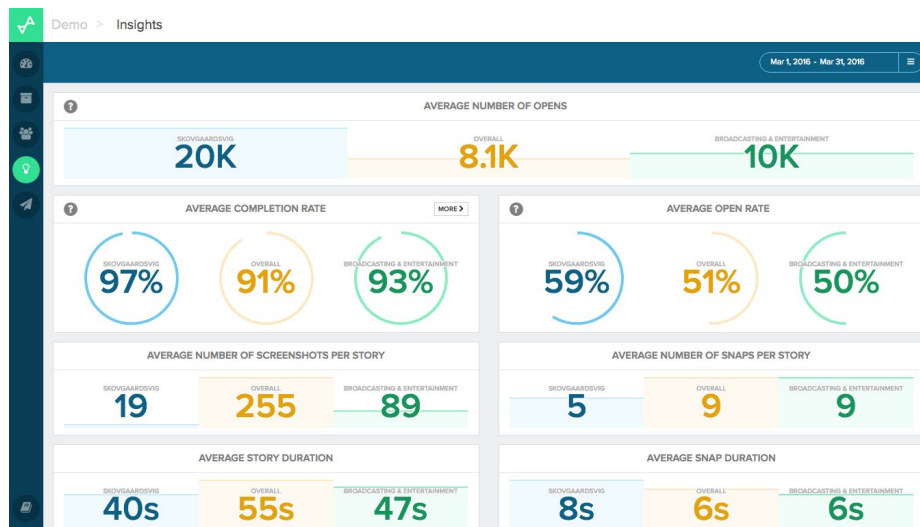 Demo > Insights
Mar 1, 2016 - Mar 31, 2016
? AVERAGE NUMBER OF OPENS
SKOVGAARDSVIG OVERALL BROADCASTING & ENTERTAINMENT
20K 8.1K 10K
? AVERAGE COMPLETION RATE MORE >
SKOVGAARDSVIG OVERALL BROADCASTING & ENTERTAINMENT
97% 91% 93%
? AVERAGE OPEN RATE
SKOVGAARDSVIG OVERALL BROADCASTING & ENTERTAINMENT
59% 51% 50%
AVERAGE NUMBER OF SCREENSHOTS PER STORY
SKOVGAARDSVIG OVERALL BROADCASTING & ENTERTAINMENT
19 255 89
AVERAGE NUMBER OF SNAPS PER STORY
SKOVGAARDSVIG OVERALL BROADCASTING & ENTERTAINMENT
5 9 9
AVERAGE STORY DURATION
SKOVGAARDSVIG OVERALL BROADCASTING & ENTERTAINMENT
40s 55s 47s
AVERAGE SNAP DURATION
SKOVGAARDSVIG OVERALL BROADCASTING & ENTERTAINMENT
8s 6s 6s